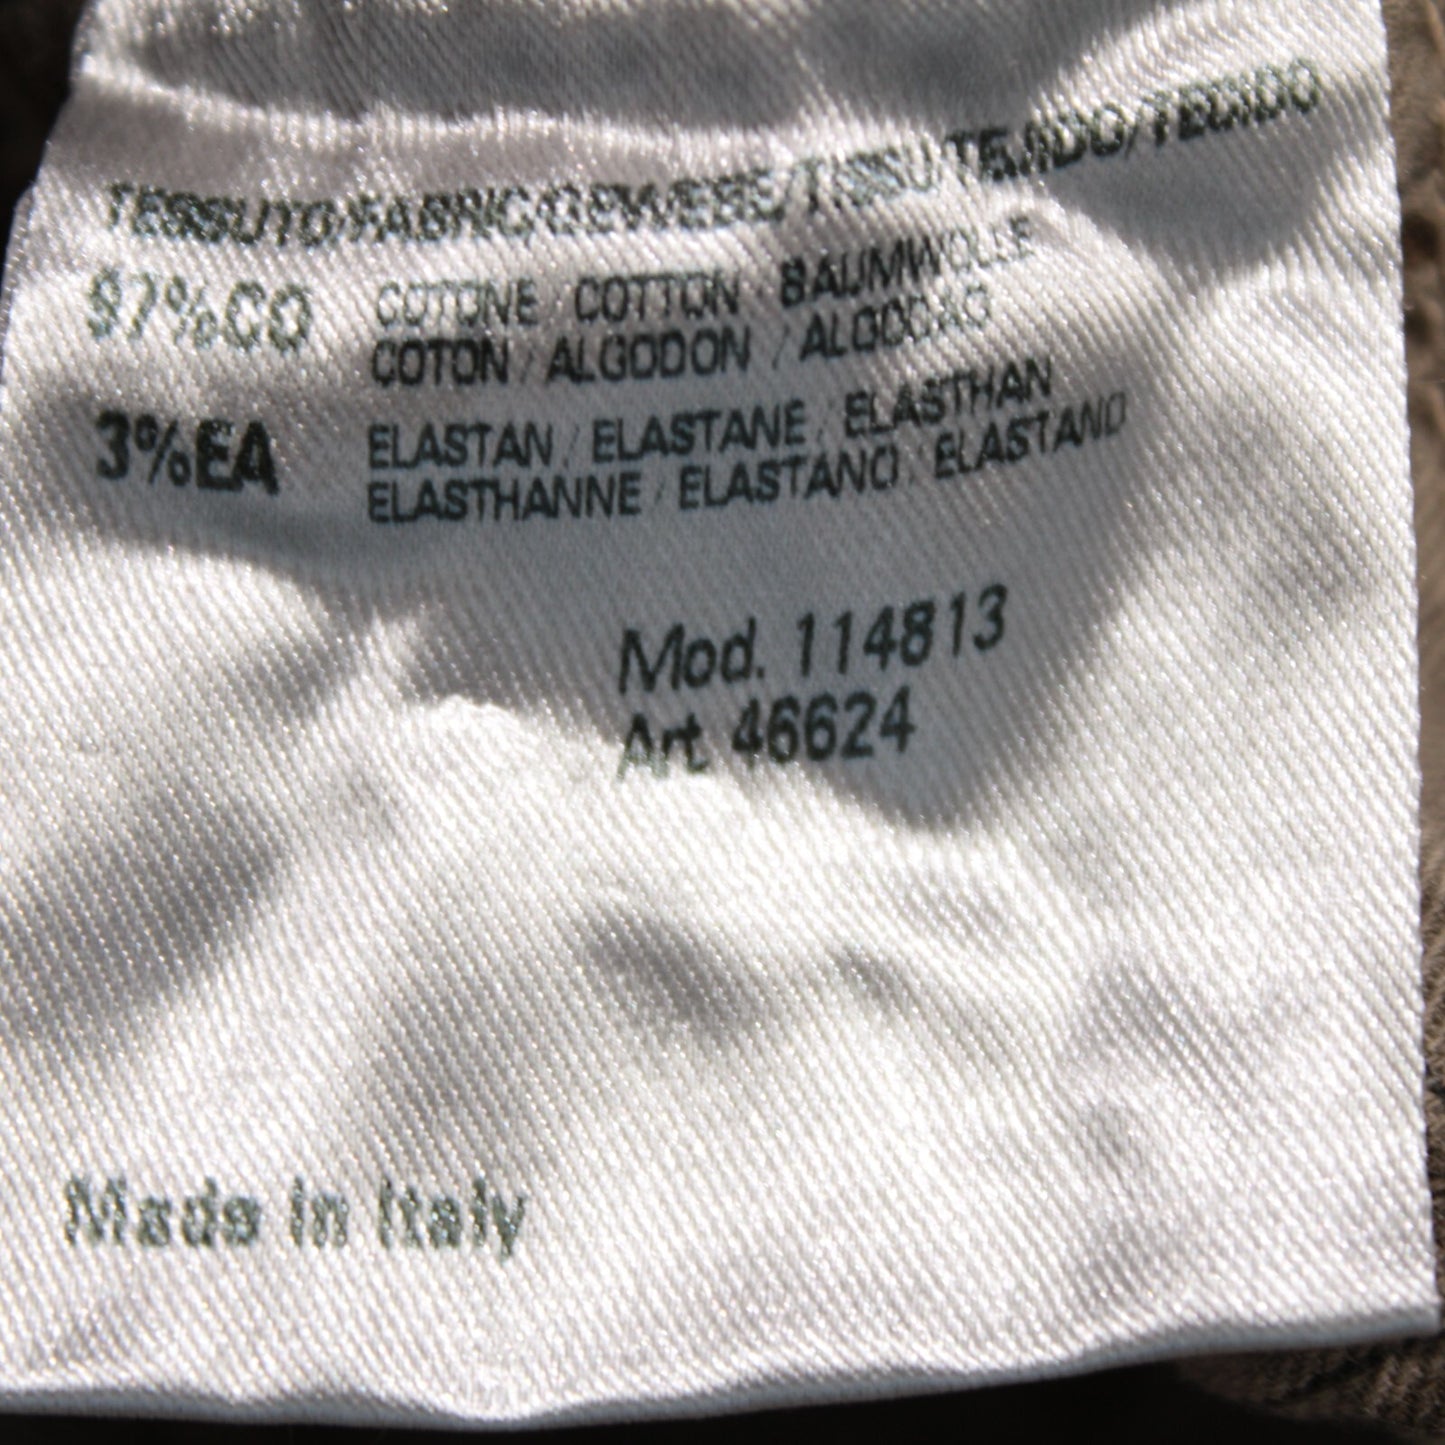 TESSUTO/FABRIC/GEWEBE/TISSU/TEJIDO/TECIDO
97%CO COTONE / COTTON / BAUMWOLLE
COTON / ALGODON / ALGODAO
3%EA ELASTAN / ELASTANE / ELASTHAN
ELASTHANNE / ELASTANO / ELASTANO
Mod. 114813
Art. 46624
Made in Italy